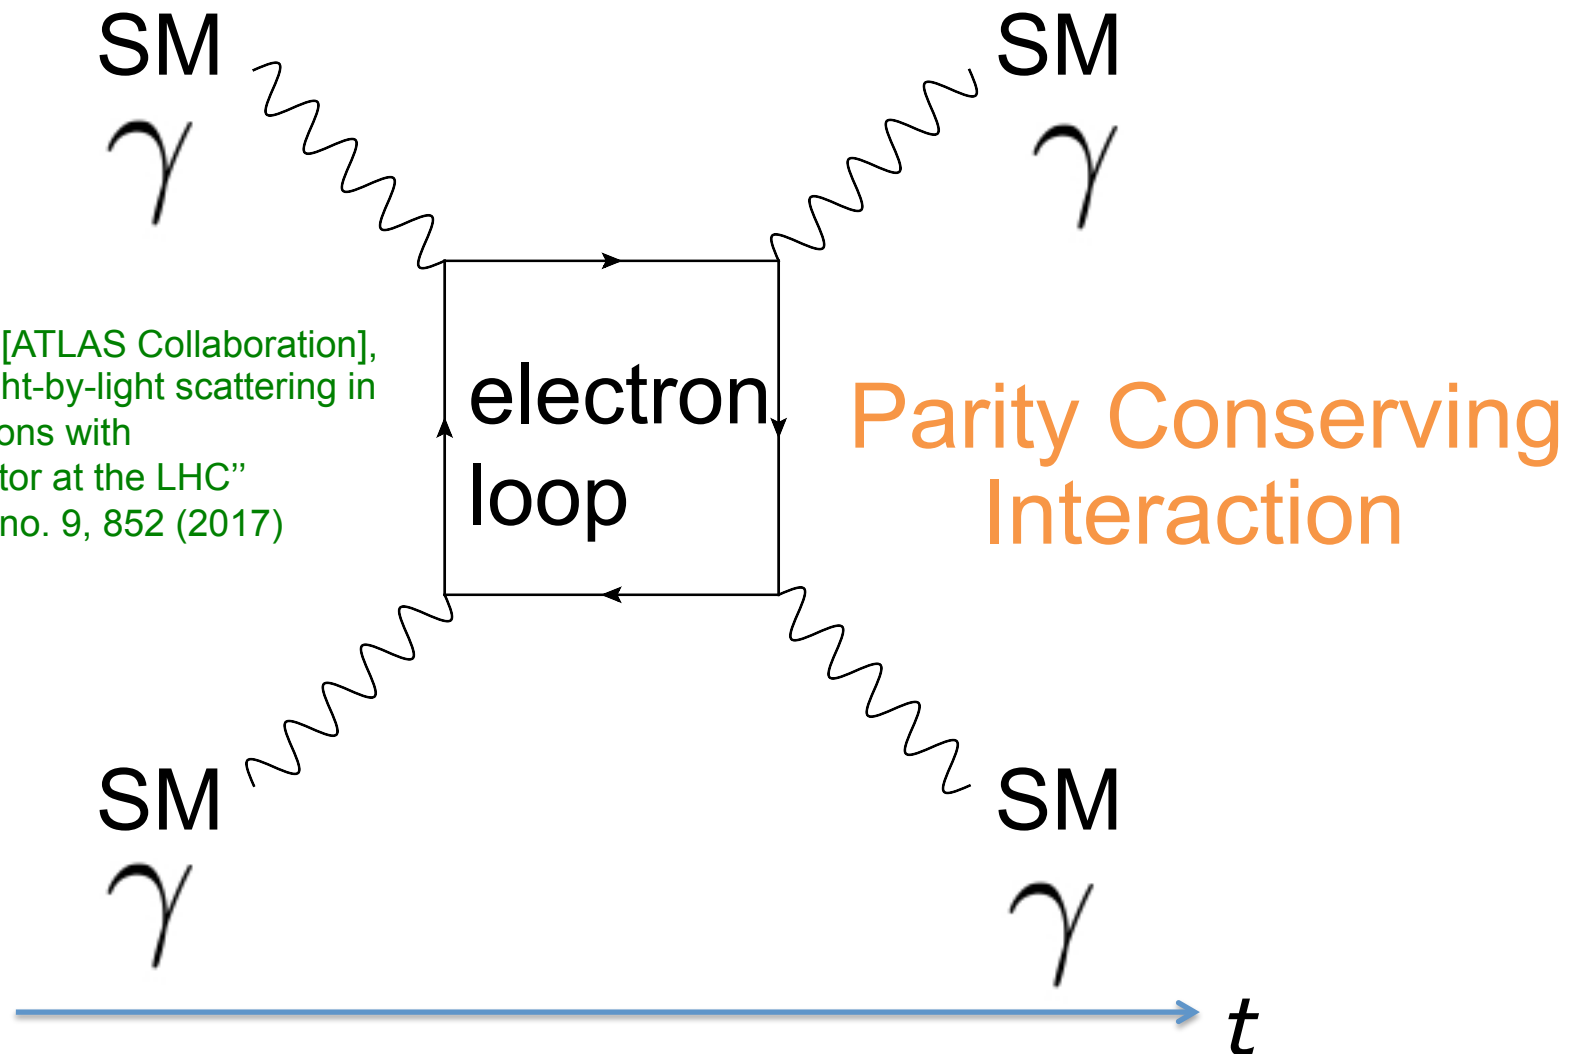 SM SM
γ γ
[ATLAS Collaboration],
ght-by-light scattering in
ons with
tor at the LHC”
no. 9, 852 (2017)
electron
loop
Parity Conserving
Interaction
SM SM
γ γ
t